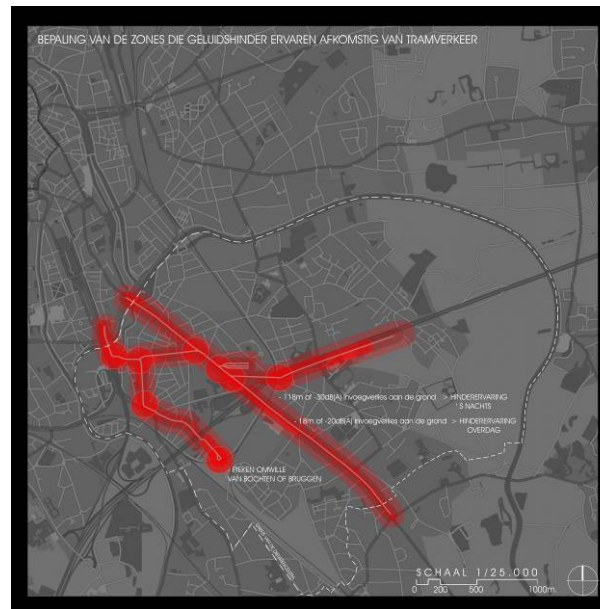 BEPALING VAN DE ZONES DIE GELUIDSHINDER ERVAREN AFKOMSTIG VAN TRAMVERKEER
- 118m of -30dB(A) invoegverlies aan de grond > HINDERERVARING
'S NACHTS
- 18m of -20dB(A) invoegverlies aan de grond > HINDERERVARING
OVERDAG
PIEKEN OMWILLE
VAN BOCHTEN OF BRUGGEN
SCHAAL 1/25.000
0 200 500 1000m.